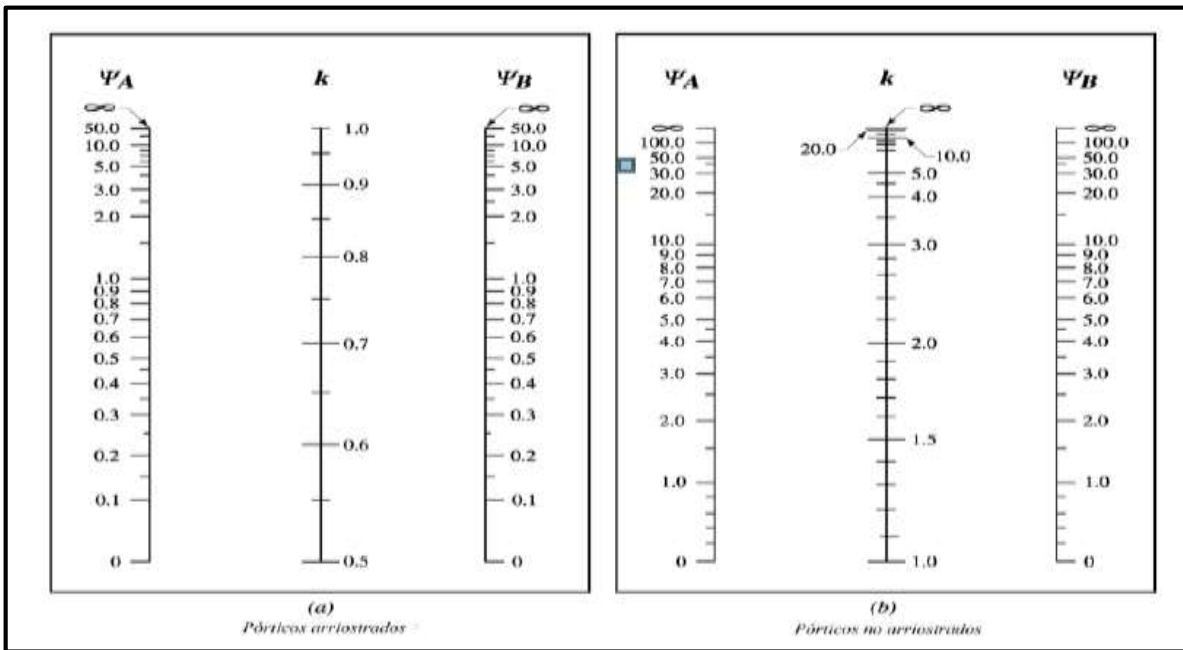 Ψ_A k Ψ_B
∞ ∞
50.0 1.0 50.0
10.0 10.0
5.0 0.9 5.0
3.0 3.0
2.0 2.0
0.8
1.0 1.0
0.9 0.9
0.8 0.8
0.7 0.7
0.7
0.6 0.6
0.5 0.5
0.4 0.4
0.3 0.3
0.6
0.2 0.2
0.1 0.1
0 0.5 0
(a)
Pórticos arriostrados
Ψ_A k Ψ_B
∞
∞ ∞
100.0 20.0 10.0 100.0
50.0 50.0
30.0 5.0 30.0
20.0 4.0 20.0
10.0 3.0 10.0
9.0 9.0
8.0 8.0
7.0 7.0
6.0 6.0
5.0 5.0
4.0 2.0 4.0
3.0 3.0
2.0 2.0
1.5
1.0 1.0
0 1.0 0
(b)
Pórticos no arriostrados